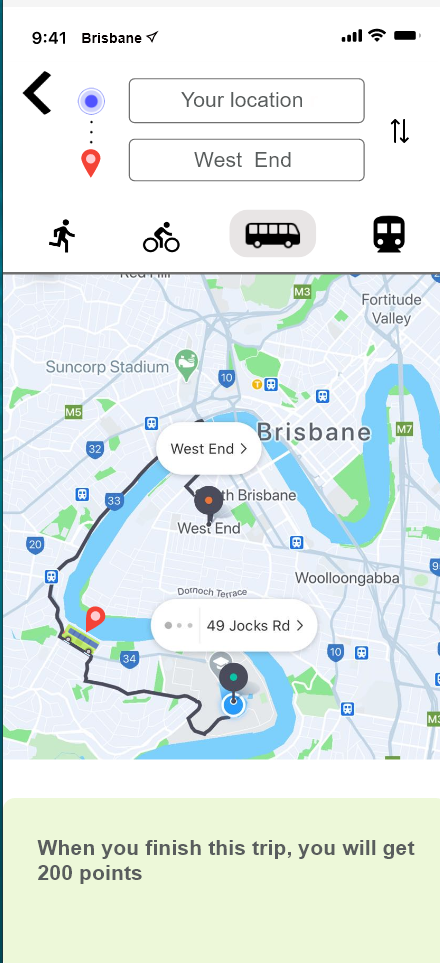 9:41 Brisbane
Your location
West End
Red Hill
M3
Fortitude
Valley
Suncorp Stadium
10
T
M5
Brisbane
M7
West End
32
33
th Brisbane
West End
20
Woolloongabba
Dornoch Terrace
49 Jocks Rd
34
10
When you finish this trip, you will get
200 points